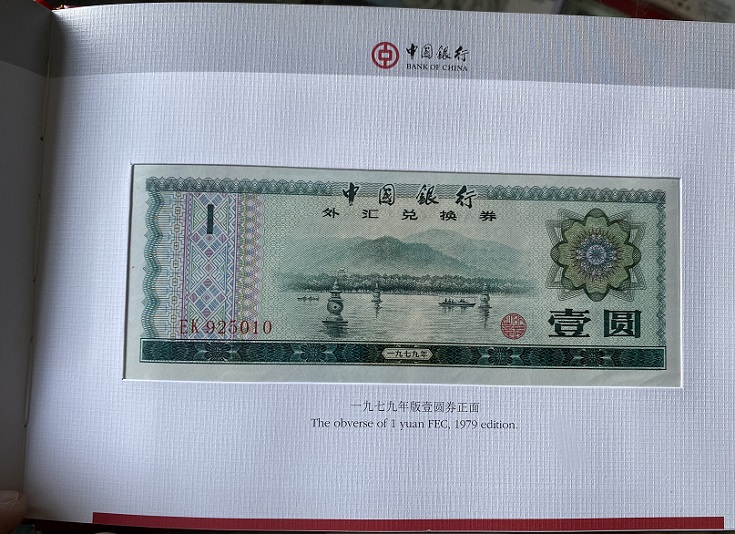 中国银行
BANK OF CHINA
中国银行
外汇兑换券
1
EK 925010
壹圆
一九七九年
一九七九年版壹圆券正面
The obverse of 1 yuan FEC, 1979 edition.